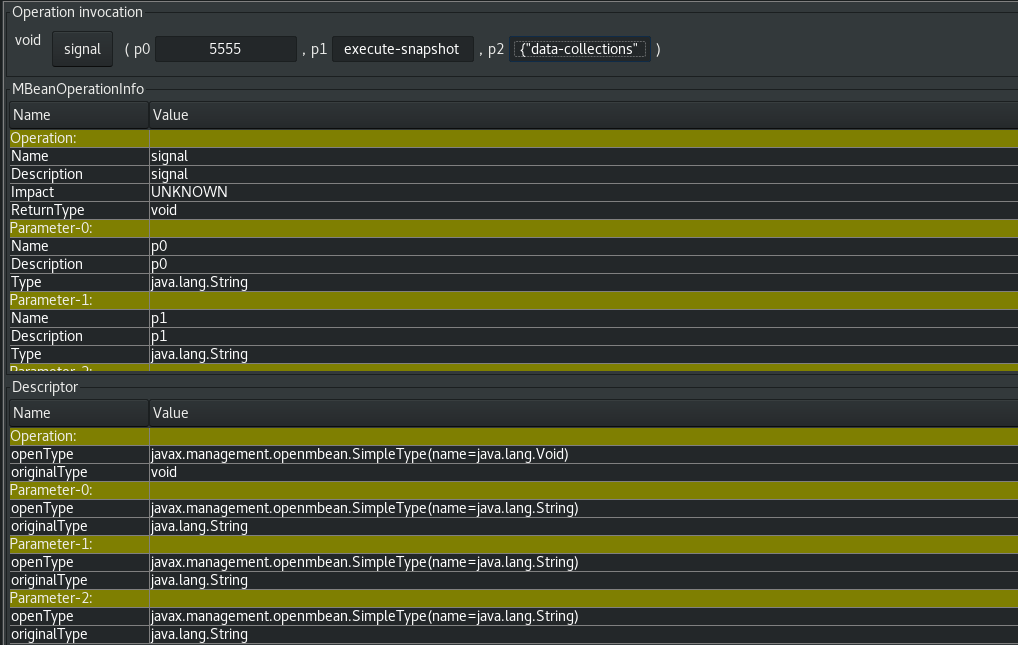 Operation invocation
void signal ( p0 5555 , p1 execute-snapshot , p2 {"data-collections" )
MBeanOperationInfo
Name Value
Operation:
Name signal
Description signal
Impact UNKNOWN
ReturnType void
Parameter-0:
Name p0
Description p0
Type java.lang.String
Parameter-1:
Name p1
Description p1
Type java.lang.String
Parameter-2:
Descriptor
Name Value
Operation:
openType javax.management.openmbean.SimpleType(name=java.lang.Void)
originalType void
Parameter-0:
openType javax.management.openmbean.SimpleType(name=java.lang.String)
originalType java.lang.String
Parameter-1:
openType javax.management.openmbean.SimpleType(name=java.lang.String)
originalType java.lang.String
Parameter-2:
openType javax.management.openmbean.SimpleType(name=java.lang.String)
originalType java.lang.String